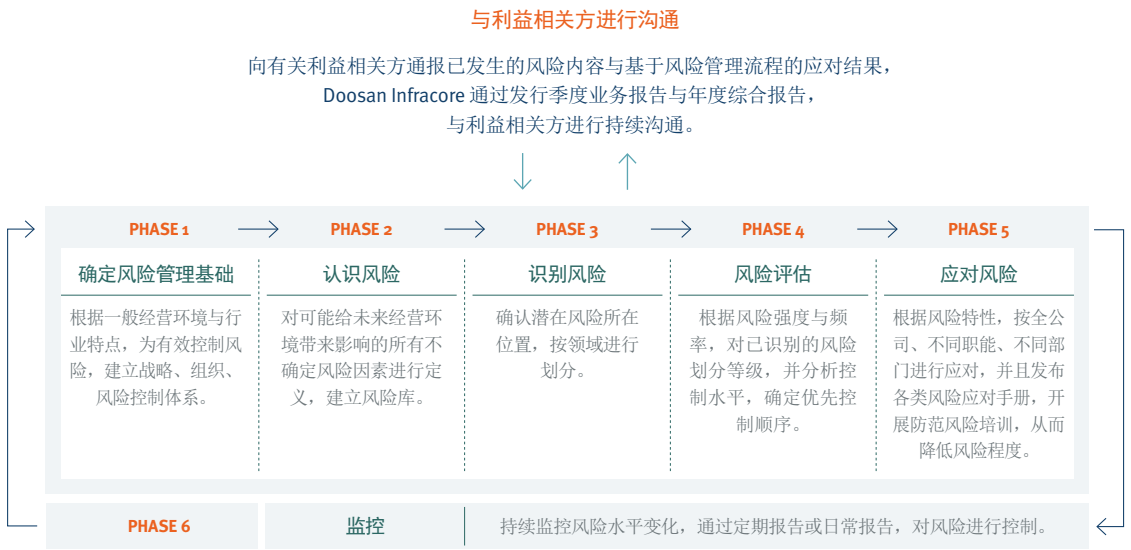 与利益相关方进行沟通
向有关利益相关方通报已发生的风险内容与基于风险管理流程的应对结果，
Doosan Infracore 通过发行季度业务报告与年度综合报告，
与利益相关方进行持续沟通。
PHASE 1
确定风险管理基础
根据一般经营环境与行
业特点，为有效控制风
险，建立战略、组织、
风险控制体系。
PHASE 2
认识风险
对可能给未来经营环
境带来影响的所有不
确定风险因素进行定
义，建立风险库。
PHASE 3
识别风险
确认潜在风险所在
位置，按领域进行
划分。
PHASE 4
风险评估
根据风险强度与频
率，对已识别的风险
划分等级，并分析控
制水平，确定优先控
制顺序。
PHASE 5
应对风险
根据风险特性，按全公
司、不同职能、不同部
门进行应对，并且发布
各类风险应对手册，开
展防范风险培训，从而
降低风险程度。
PHASE 6
监控
持续监控风险水平变化，通过定期报告或日常报告，对风险进行控制。